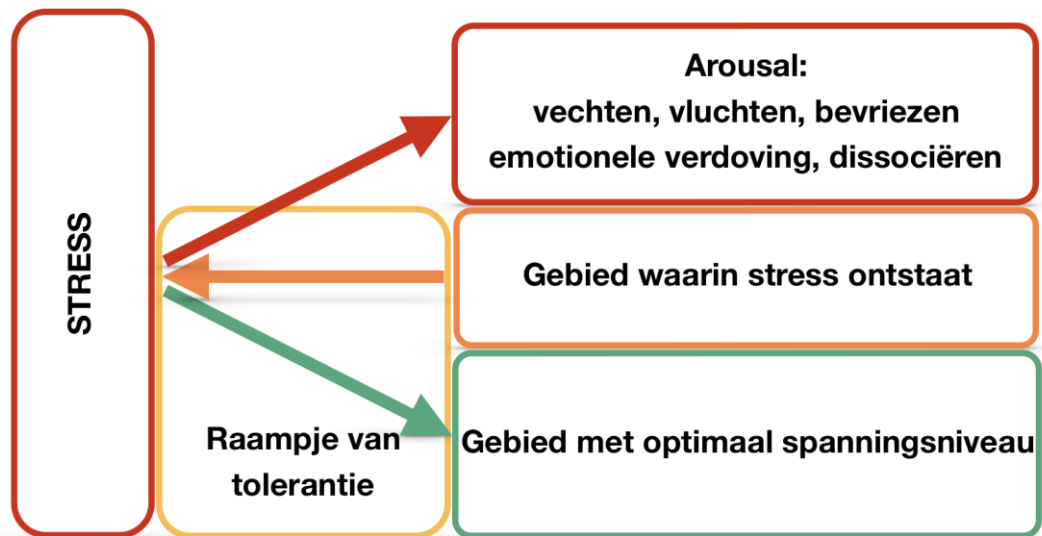 STRESS
Arousal:
vechten, vluchten, bevriezen
emotionele verdoving, dissociëren
Gebied waarin stress ontstaat
Raampje van
tolerantie
Gebied met optimaal spanningsniveau